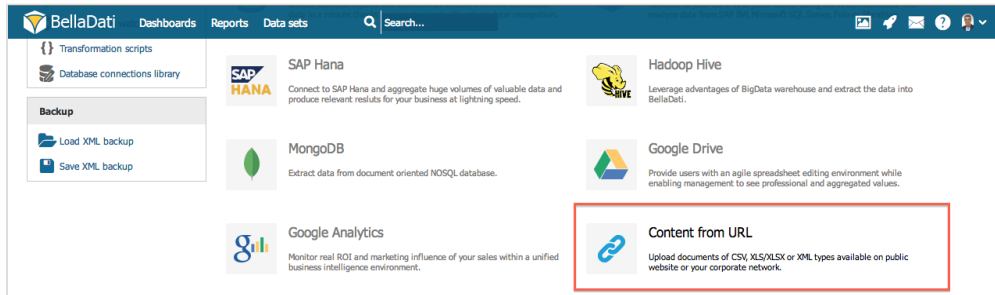 BellaDati Dashboards Reports Data sets Search...
Transformation scripts
Database connections library
Backup
Load XML backup
Save XML backup
SAP
HANA
SAP Hana
Connect to SAP Hana and aggregate huge volumes of valuable data and
produce relevant resluts for your business at lightning speed.
HIVE
Hadoop Hive
Leverage advantages of BigData warehouse and extract the data into
BellaDati.
MongoDB
Extract data from document oriented NOSQL database.
Google Drive
Provide users with an agile spreadsheet editing environment while
enabling management to see professional and aggregated values.
Google Analytics
Monitor real ROI and marketing influence of your sales within a unified
business intelligence environment.
Content from URL
Upload documents of CSV, XLS/XLSX or XML types available on public
website or your corporate network.